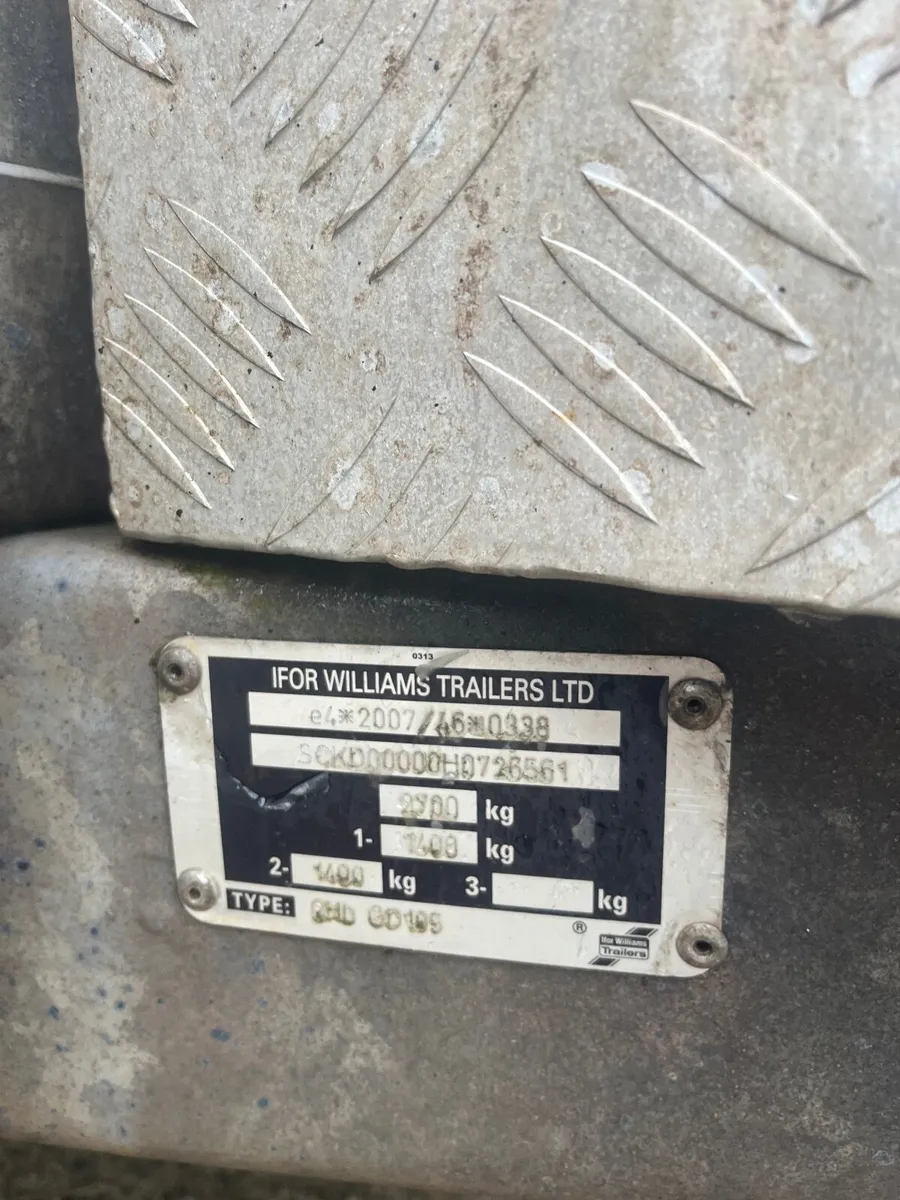 0313
IFOR WILLIAMS TRAILERS LTD
e4*2007/46*0338
SCKD00000H0726561
2700 kg
1- 1400 kg
2- 1400 kg 3- kg
TYPE: GD105
®
Ifor Williams
Trailers